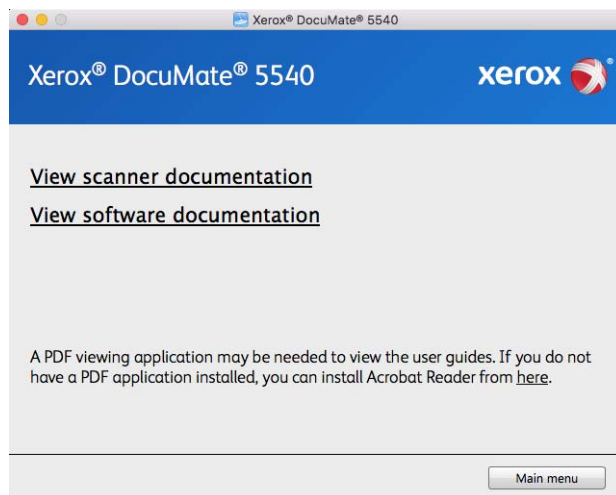 Xerox® DocuMate® 5540
Xerox® DocuMate® 5540
xerox®
View scanner documentation
View software documentation
A PDF viewing application may be needed to view the user guides. If you do not
have a PDF application installed, you can install Acrobat Reader from here.
Main menu